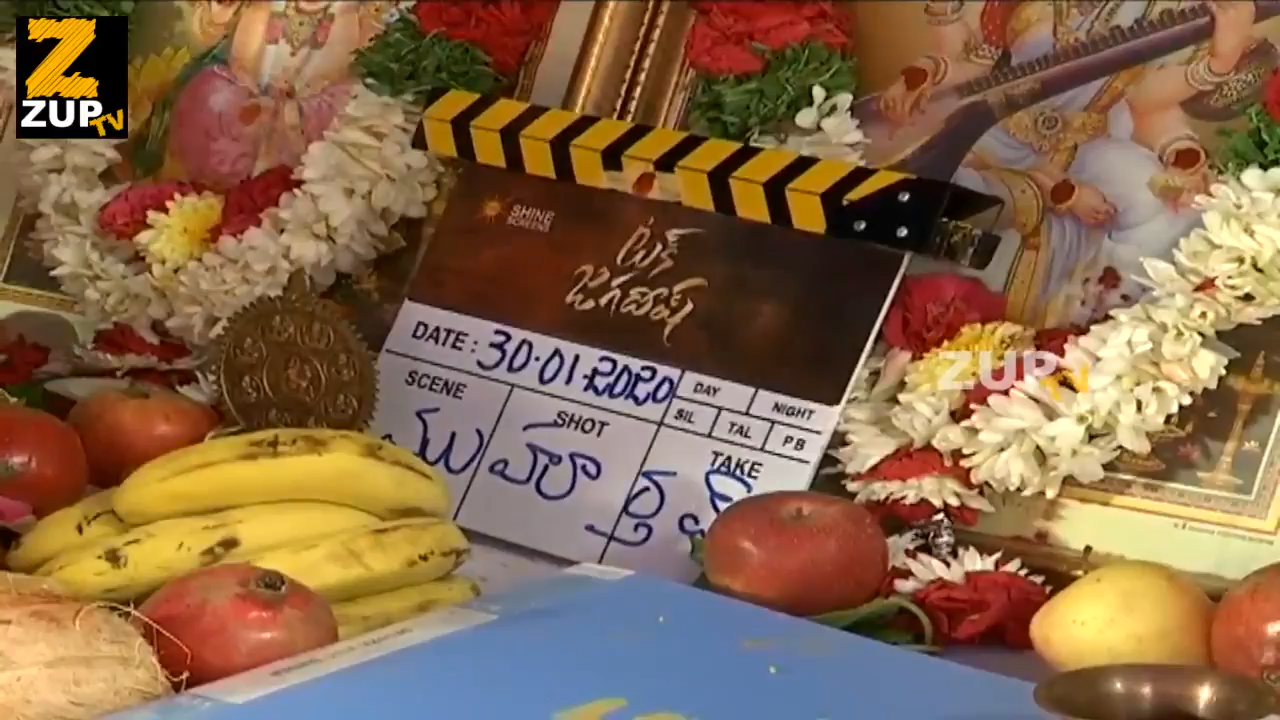 Z
ZUP TV
SHINE
SCREENS
టక్
జగదీష్
DATE: 30-01-2020
DAY
NIGHT
SCENE
SHOT
SIL
TAL
PB
TAKE
ము హూ ర్త
ZUP TV